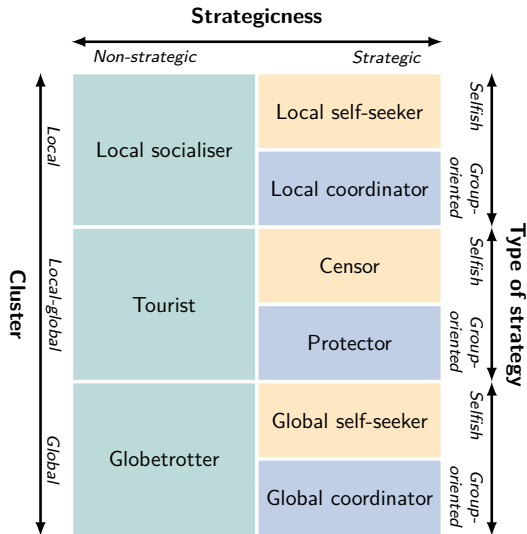 Strategicness
Non-strategic
Strategic
Local
Local socialiser
Local self-seeker
Selfish
Local coordinator
Group-
oriented
Cluster
Local-global
Tourist
Censor
Selfish
Type of strategy
Protector
Group-
oriented
Global
Globetrotter
Global self-seeker
Selfish
Global coordinator
Group-
oriented